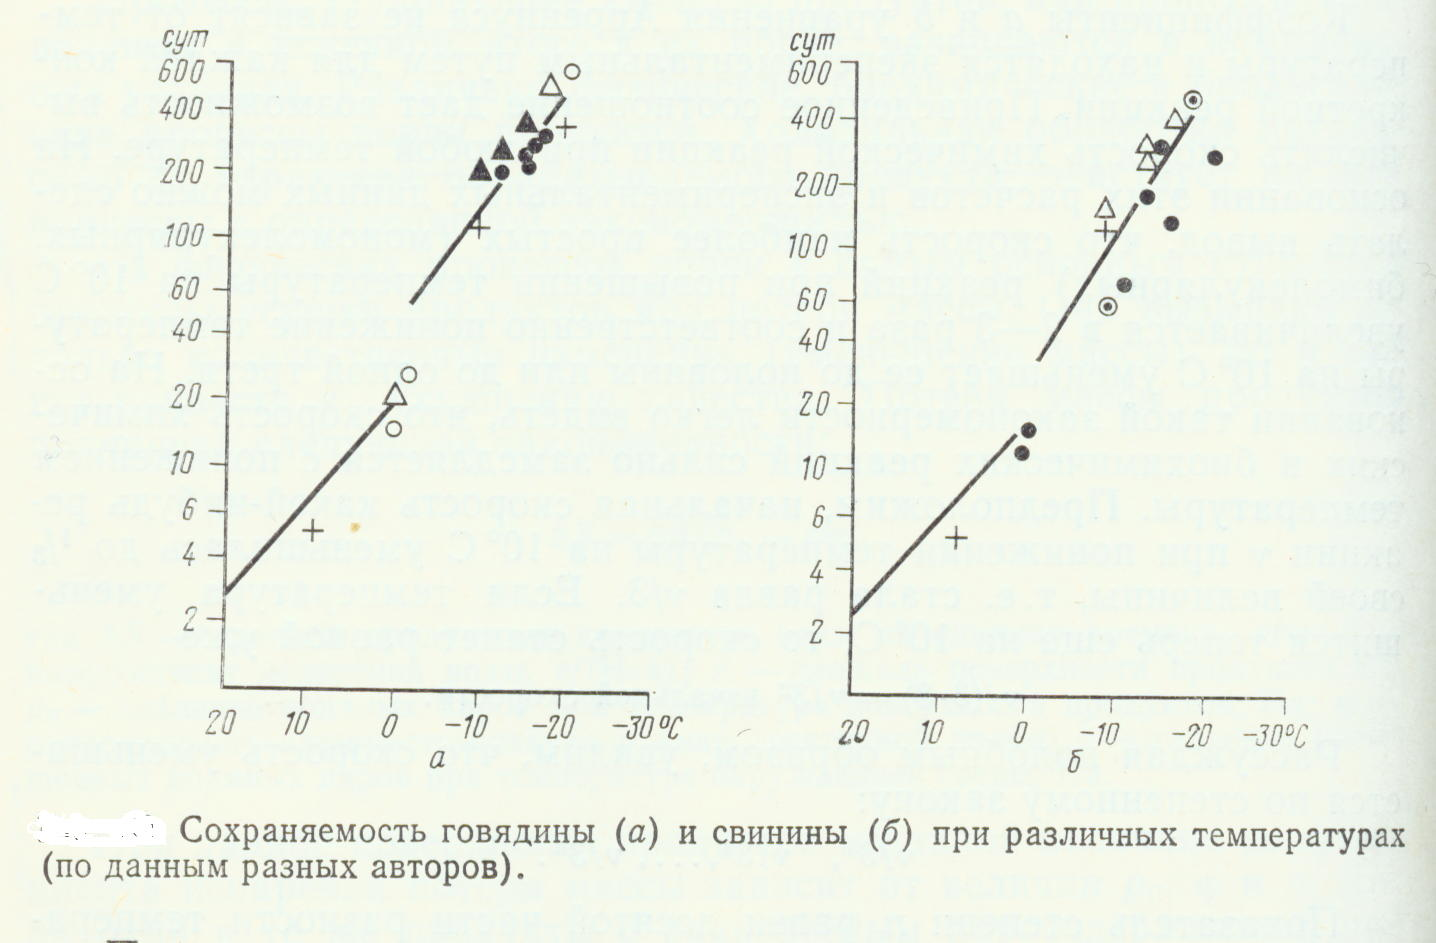 сут
600
400
200
100
60
40
20
10
6
4
2
20 10 0 -10 -20 -30°С
а
сут
600
400
200
100
60
40
20
10
6
4
2
20 10 0 -10 -20 -30°С
б
Сохраняемость говядины (а) и свинины (б) при различных температурах
(по данным разных авторов).